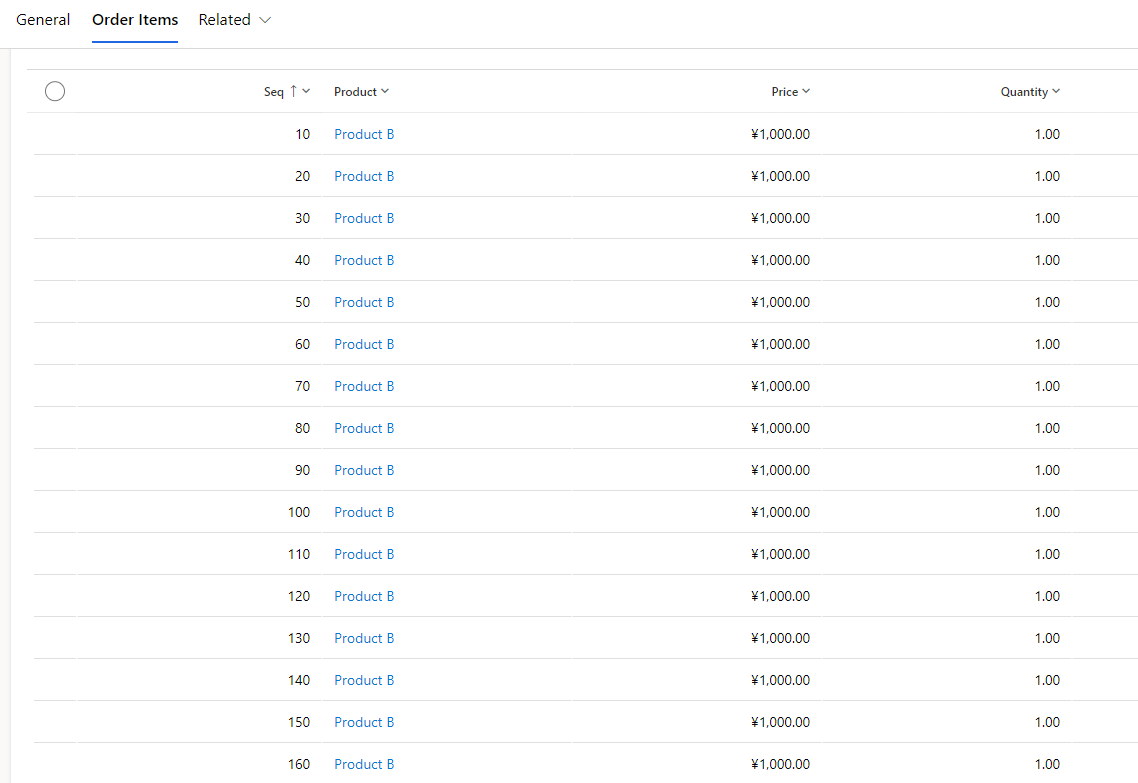 General Order Items Related
Seq Product Price Quantity
10 Product B ¥1,000.00 1.00
20 Product B ¥1,000.00 1.00
30 Product B ¥1,000.00 1.00
40 Product B ¥1,000.00 1.00
50 Product B ¥1,000.00 1.00
60 Product B ¥1,000.00 1.00
70 Product B ¥1,000.00 1.00
80 Product B ¥1,000.00 1.00
90 Product B ¥1,000.00 1.00
100 Product B ¥1,000.00 1.00
110 Product B ¥1,000.00 1.00
120 Product B ¥1,000.00 1.00
130 Product B ¥1,000.00 1.00
140 Product B ¥1,000.00 1.00
150 Product B ¥1,000.00 1.00
160 Product B ¥1,000.00 1.00